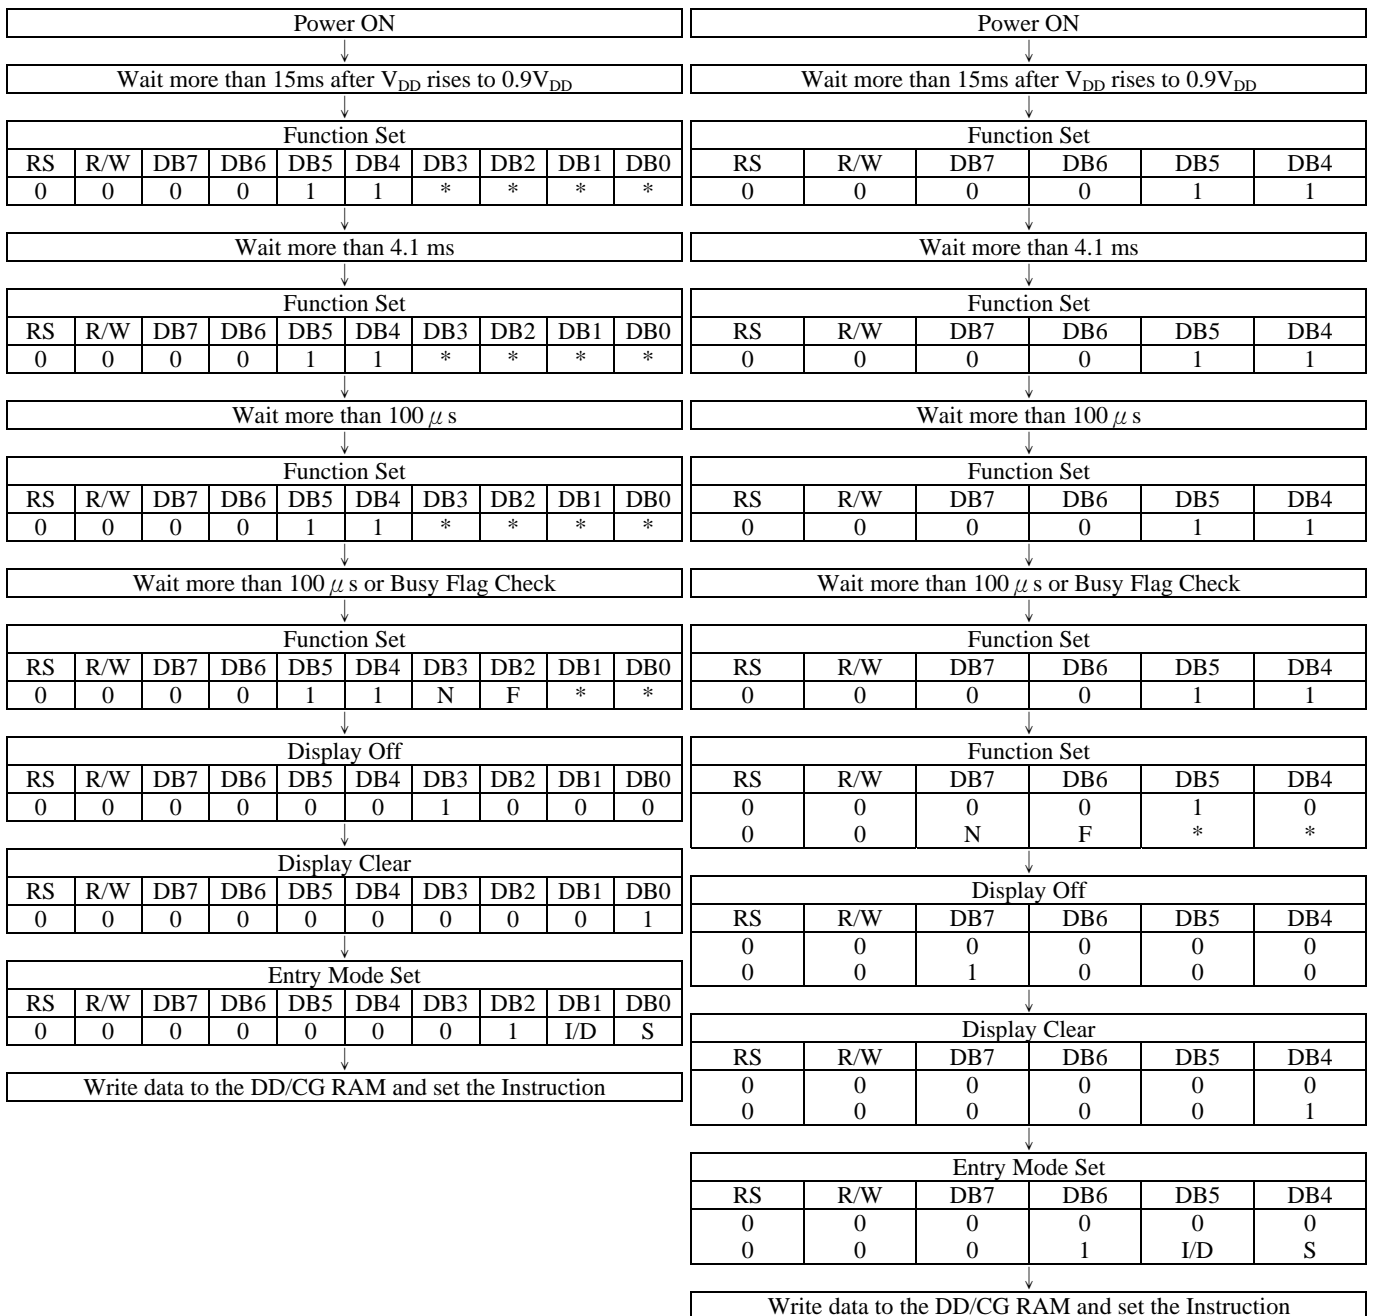 Power ON
Wait more than 15ms after VDD rises to 0.9VDD
Function Set
RS R/W DB7 DB6 DB5 DB4 DB3 DB2 DB1 DB0
0 0 0 0 1 1 * * * *
Wait more than 4.1 ms
Function Set
RS R/W DB7 DB6 DB5 DB4 DB3 DB2 DB1 DB0
0 0 0 0 1 1 * * * *
Wait more than 100 μ s
Function Set
RS R/W DB7 DB6 DB5 DB4 DB3 DB2 DB1 DB0
0 0 0 0 1 1 * * * *
Wait more than 100 μ s or Busy Flag Check
Function Set
RS R/W DB7 DB6 DB5 DB4 DB3 DB2 DB1 DB0
0 0 0 0 1 1 N F * *
Display Off
RS R/W DB7 DB6 DB5 DB4 DB3 DB2 DB1 DB0
0 0 0 0 0 0 1 0 0 0
Display Clear
RS R/W DB7 DB6 DB5 DB4 DB3 DB2 DB1 DB0
0 0 0 0 0 0 0 0 0 1
Entry Mode Set
RS R/W DB7 DB6 DB5 DB4 DB3 DB2 DB1 DB0
0 0 0 0 0 0 0 1 I/D S
Write data to the DD/CG RAM and set the Instruction
Power ON
Wait more than 15ms after VDD rises to 0.9VDD
Function Set
RS R/W DB7 DB6 DB5 DB4
0 0 0 0 1 1
Wait more than 4.1 ms
Function Set
RS R/W DB7 DB6 DB5 DB4
0 0 0 0 1 1
Wait more than 100 μ s
Function Set
RS R/W DB7 DB6 DB5 DB4
0 0 0 0 1 1
Wait more than 100 μ s or Busy Flag Check
Function Set
RS R/W DB7 DB6 DB5 DB4
0 0 0 0 1 1
Function Set
RS R/W DB7 DB6 DB5 DB4
0 0 0 0 1 0
0 0 N F * *
Display Off
RS R/W DB7 DB6 DB5 DB4
0 0 0 0 0 0
0 0 1 0 0 0
Display Clear
RS R/W DB7 DB6 DB5 DB4
0 0 0 0 0 0
0 0 0 0 0 1
Entry Mode Set
RS R/W DB7 DB6 DB5 DB4
0 0 0 0 0 0
0 0 0 1 I/D S
Write data to the DD/CG RAM and set the Instruction